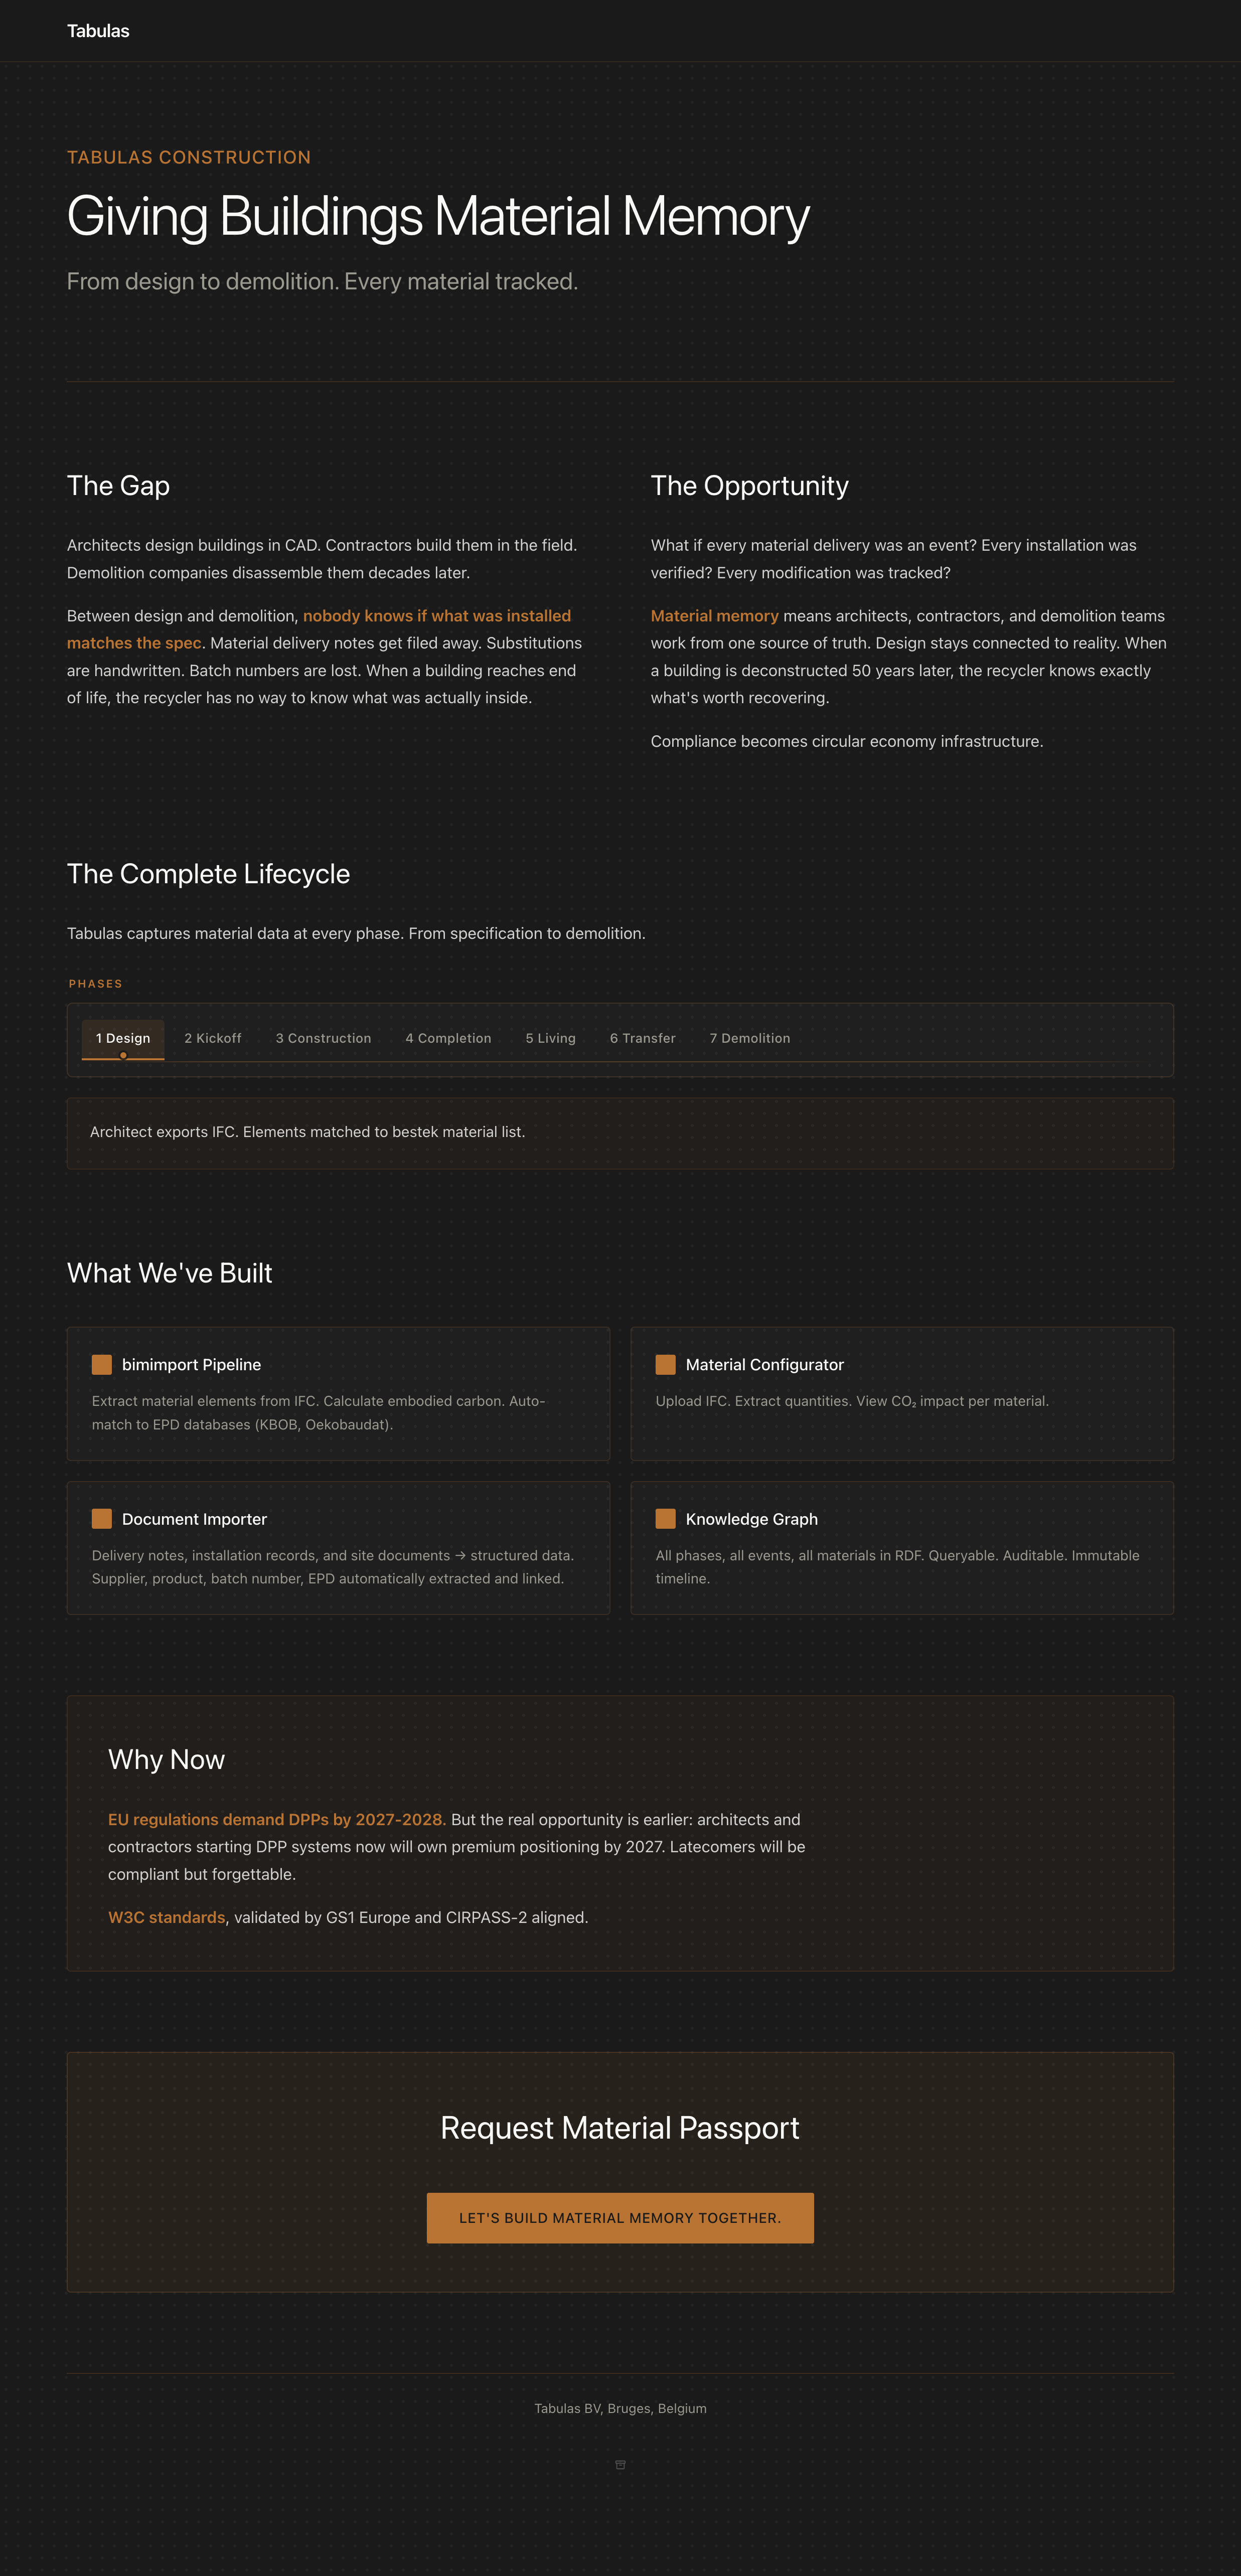 Tabulas
TABULAS CONSTRUCTION
Giving Buildings Material Memory
From design to demolition. Every material tracked.
The Gap
Architects design buildings in CAD. Contractors build them in the field.
Demolition companies disassemble them decades later.
Between design and demolition, nobody knows if what was installed
matches the spec. Material delivery notes get filed away. Substitutions
are handwritten. Batch numbers are lost. When a building reaches end
of life, the recycler has no way to know what was actually inside.
The Opportunity
What if every material delivery was an event? Every installation was
verified? Every modification was tracked?
Material memory means architects, contractors, and demolition teams
work from one source of truth. Design stays connected to reality. When
a building is deconstructed 50 years later, the recycler knows exactly
what's worth recovering.
Compliance becomes circular economy infrastructure.
The Complete Lifecycle
Tabulas captures material data at every phase. From specification to demolition.
PHASES
1 Design 2 Kickoff 3 Construction 4 Completion 5 Living 6 Transfer 7 Demolition
Architect exports IFC. Elements matched to bestek material list.
What We've Built
bimimport Pipeline
Extract material elements from IFC. Calculate embodied carbon. Auto-
match to EPD databases (KBOB, Oekobaudat).
Material Configurator
Upload IFC. Extract quantities. View CO₂ impact per material.
Document Importer
Delivery notes, installation records, and site documents → structured data.
Supplier, product, batch number, EPD automatically extracted and linked.
Knowledge Graph
All phases, all events, all materials in RDF. Queryable. Auditable. Immutable
timeline.
Why Now
EU regulations demand DPPs by 2027-2028. But the real opportunity is earlier: architects and
contractors starting DPP systems now will own premium positioning by 2027. Latecomers will be
compliant but forgettable.
W3C standards, validated by GS1 Europe and CIRPASS-2 aligned.
Request Material Passport
LET'S BUILD MATERIAL MEMORY TOGETHER.
Tabulas BV, Bruges, Belgium